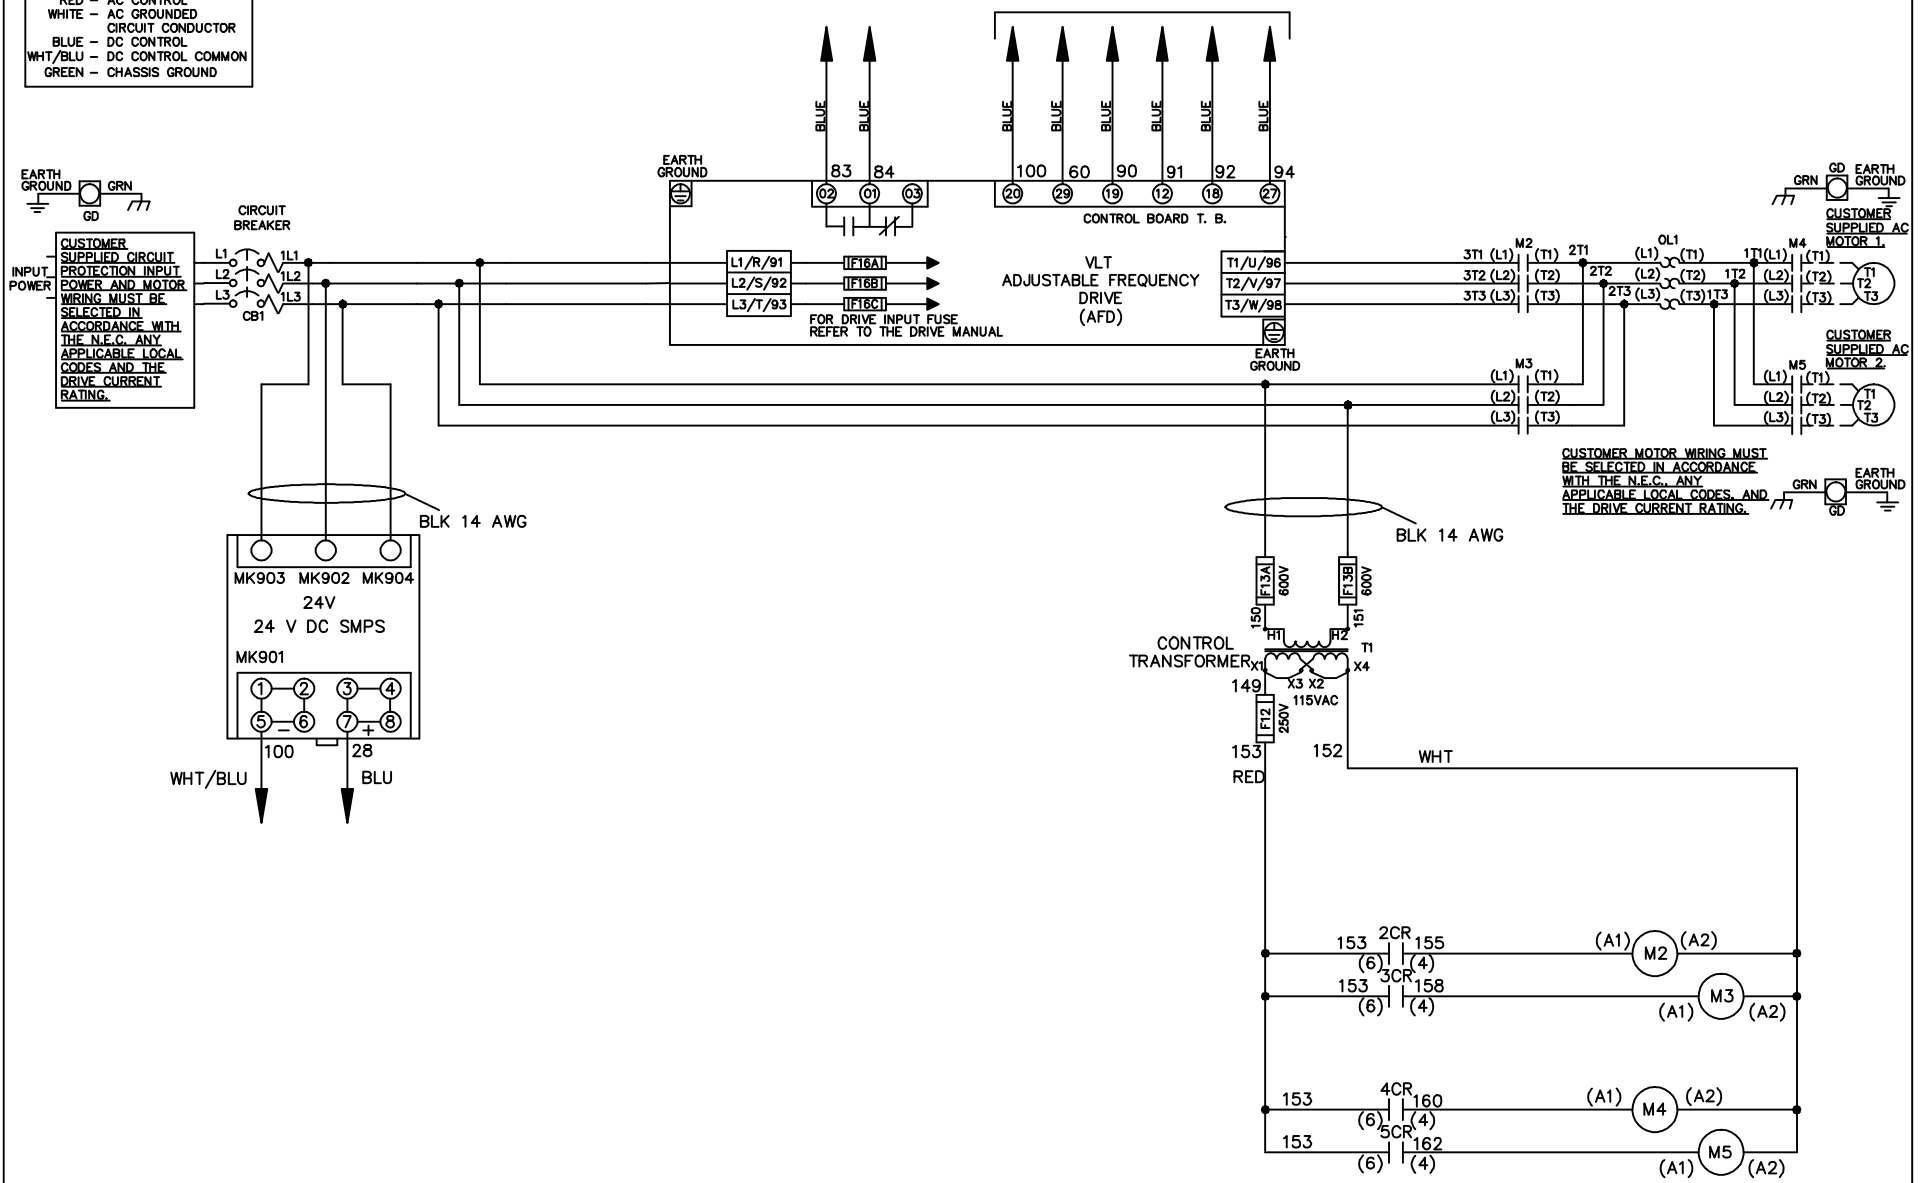 RED – AC CONTROL
WHITE – AC GROUNDED
CIRCUIT CONDUCTOR
BLUE – DC CONTROL
WHT/BLU – DC CONTROL COMMON
GREEN – CHASSIS GROUND
BLUE
BLUE
BLUE
BLUE
BLUE
BLUE
BLUE
BLUE
83
84
100
60
90
91
92
94
02
01
03
20
29
19
12
18
27
CONTROL BOARD T. B.
EARTH
GROUND
EARTH
GROUND
GRN
GD
CIRCUIT
BREAKER
INPUT
POWER
CUSTOMER
SUPPLIED CIRCUIT
PROTECTION INPUT
POWER AND MOTOR
WIRING MUST BE
SELECTED IN
ACCORDANCE WITH
THE N.E.C. ANY
APPLICABLE LOCAL
CODES AND THE
DRIVE CURRENT
RATING.
L1
1L1
L2
1L2
L3
1L3
CB1
L1/R/91
L2/S/92
L3/T/93
F16A
F16B
F16C
FOR DRIVE INPUT FUSE
REFER TO THE DRIVE MANUAL
VLT
ADJUSTABLE FREQUENCY
DRIVE
(AFD)
T1/U/96
T2/V/97
T3/W/98
EARTH
GROUND
M2
3T1 (L1) (T1) 2T1
3T2 (L2) (T2) 2T2
3T3 (L3) (T3) 2T3
OL1
(L1) (T1) 1T1
(L2) (T2) 1T2
(L3) (T3) 1T3
M4
(L1) (T1)
(L2) (T2)
(L3) (T3)
T1
T2
T3
GRN
GD
EARTH
GROUND
CUSTOMER
SUPPLIED AC
MOTOR 1.
M3
(L1) (T1)
(L2) (T2)
(L3) (T3)
CUSTOMER
SUPPLIED AC
MOTOR 2.
M5
(L1) (T1)
(L2) (T2)
(L3) (T3)
T1
T2
T3
CUSTOMER MOTOR WIRING MUST
BE SELECTED IN ACCORDANCE
WITH THE N.E.C., ANY
APPLICABLE LOCAL CODES, AND
THE DRIVE CURRENT RATING.
GRN
GD
EARTH
GROUND
BLK 14 AWG
MK903 MK902 MK904
24V
24 V DC SMPS
MK901
1 2 3 4
5 6 7 8
– +
100
28
WHT/BLU
BLU
BLK 14 AWG
F13A
600V
F13B
600V
150
151
H1
H2
T1
CONTROL
TRANSFORMER
X1
X4
X3 X2
149
115VAC
F12
250V
153
152
RED
WHT
153 2CR 155
(6) (4)
(A1) M2 (A2)
153 3CR 158
(6) (4)
(A1) M3 (A2)
153 4CR 160
(6) (4)
(A1) M4 (A2)
153 5CR 162
(6) (4)
(A1) M5 (A2)